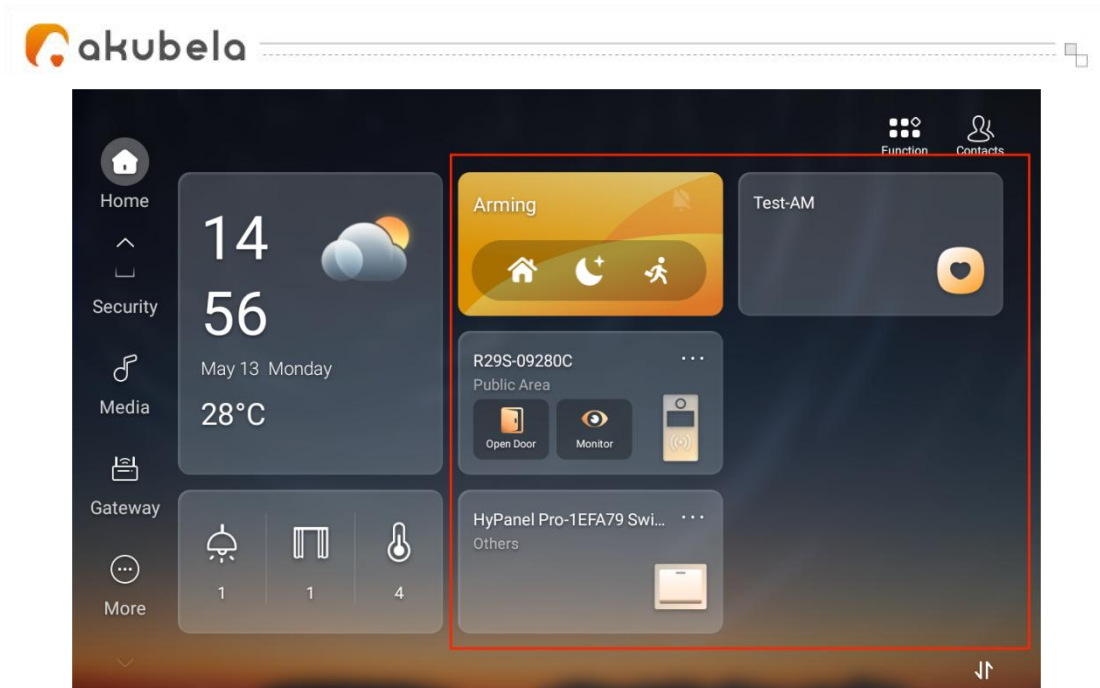 akubela
Function
Contacts
Home
Security
Media
Gateway
More
14
56
May 13 Monday
28°C
1
1
4
Arming
Test-AM
R29S-09280C
Public Area
Open Door
Monitor
HyPanel Pro-1EFA79 Swi...
Others